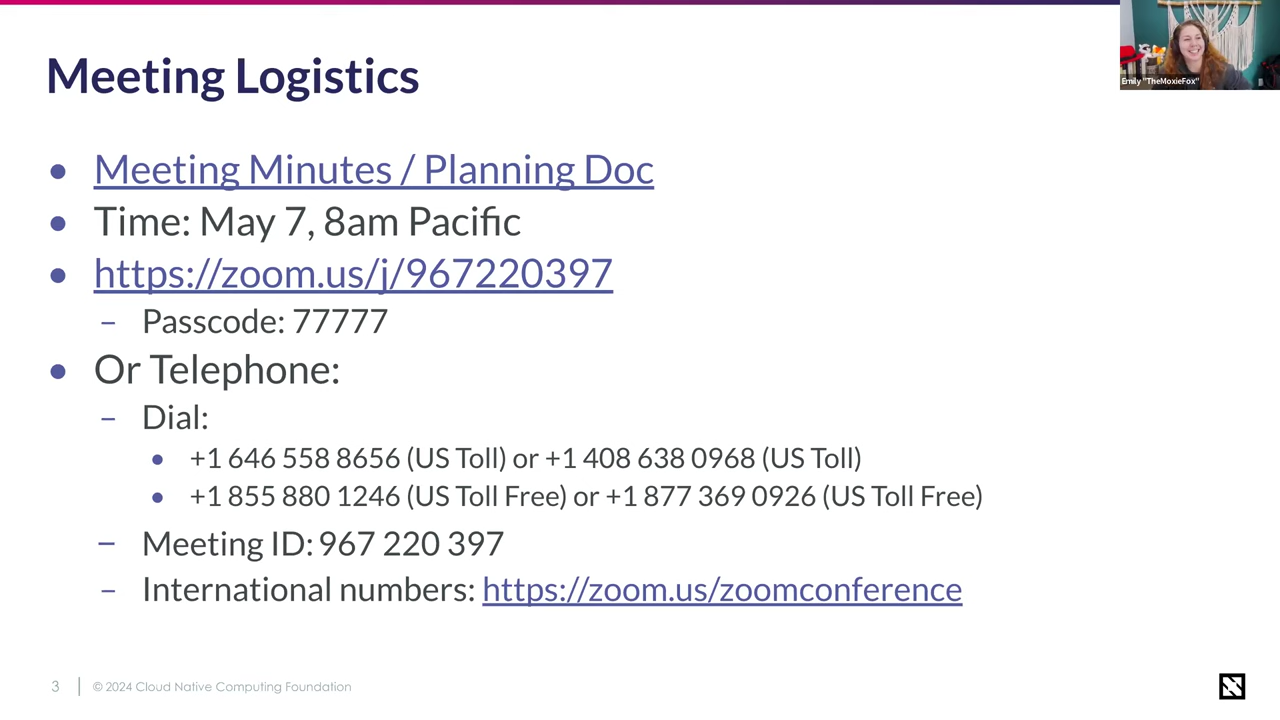 Emily "TheMoxieFox"
Meeting Logistics
Meeting Minutes / Planning Doc
Time: May 7, 8am Pacific
https://zoom.us/j/967220397
– Passcode: 77777
Or Telephone:
– Dial:
+1 646 558 8656 (US Toll) or +1 408 638 0968 (US Toll)
+1 855 880 1246 (US Toll Free) or +1 877 369 0926 (US Toll Free)
– Meeting ID: 967 220 397
– International numbers: https://zoom.us/zoomconference
3
© 2024 Cloud Native Computing Foundation